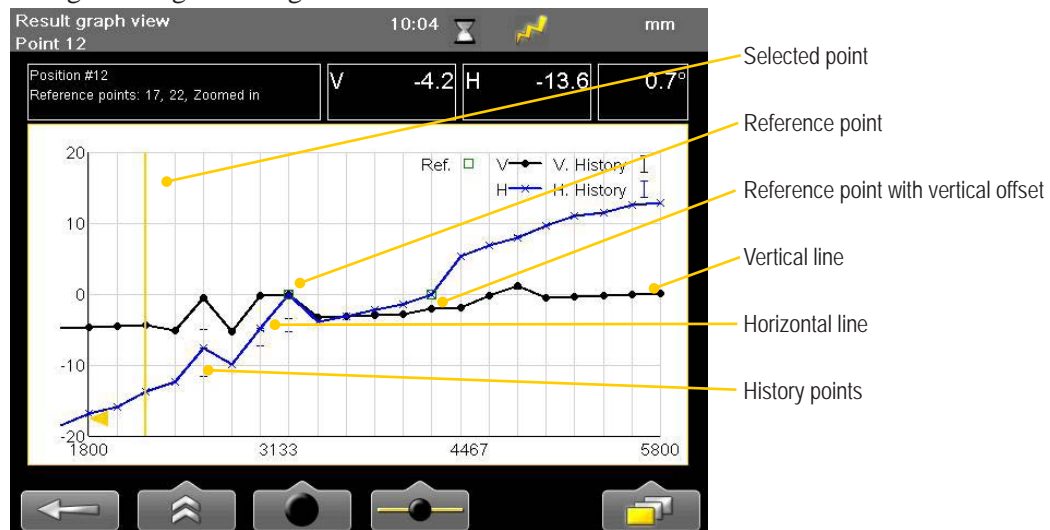 Result graph view
Point 12
10:04
mm
Position #12
Reference points: 17, 22, Zoomed in
V -4.2
H -13.6
0.7°
Ref. V V. History
H H. History
20
10
0
-10
-20
1800 3133 4467 5800
Selected point
Reference point
Reference point with vertical offset
Vertical line
Horizontal line
History points